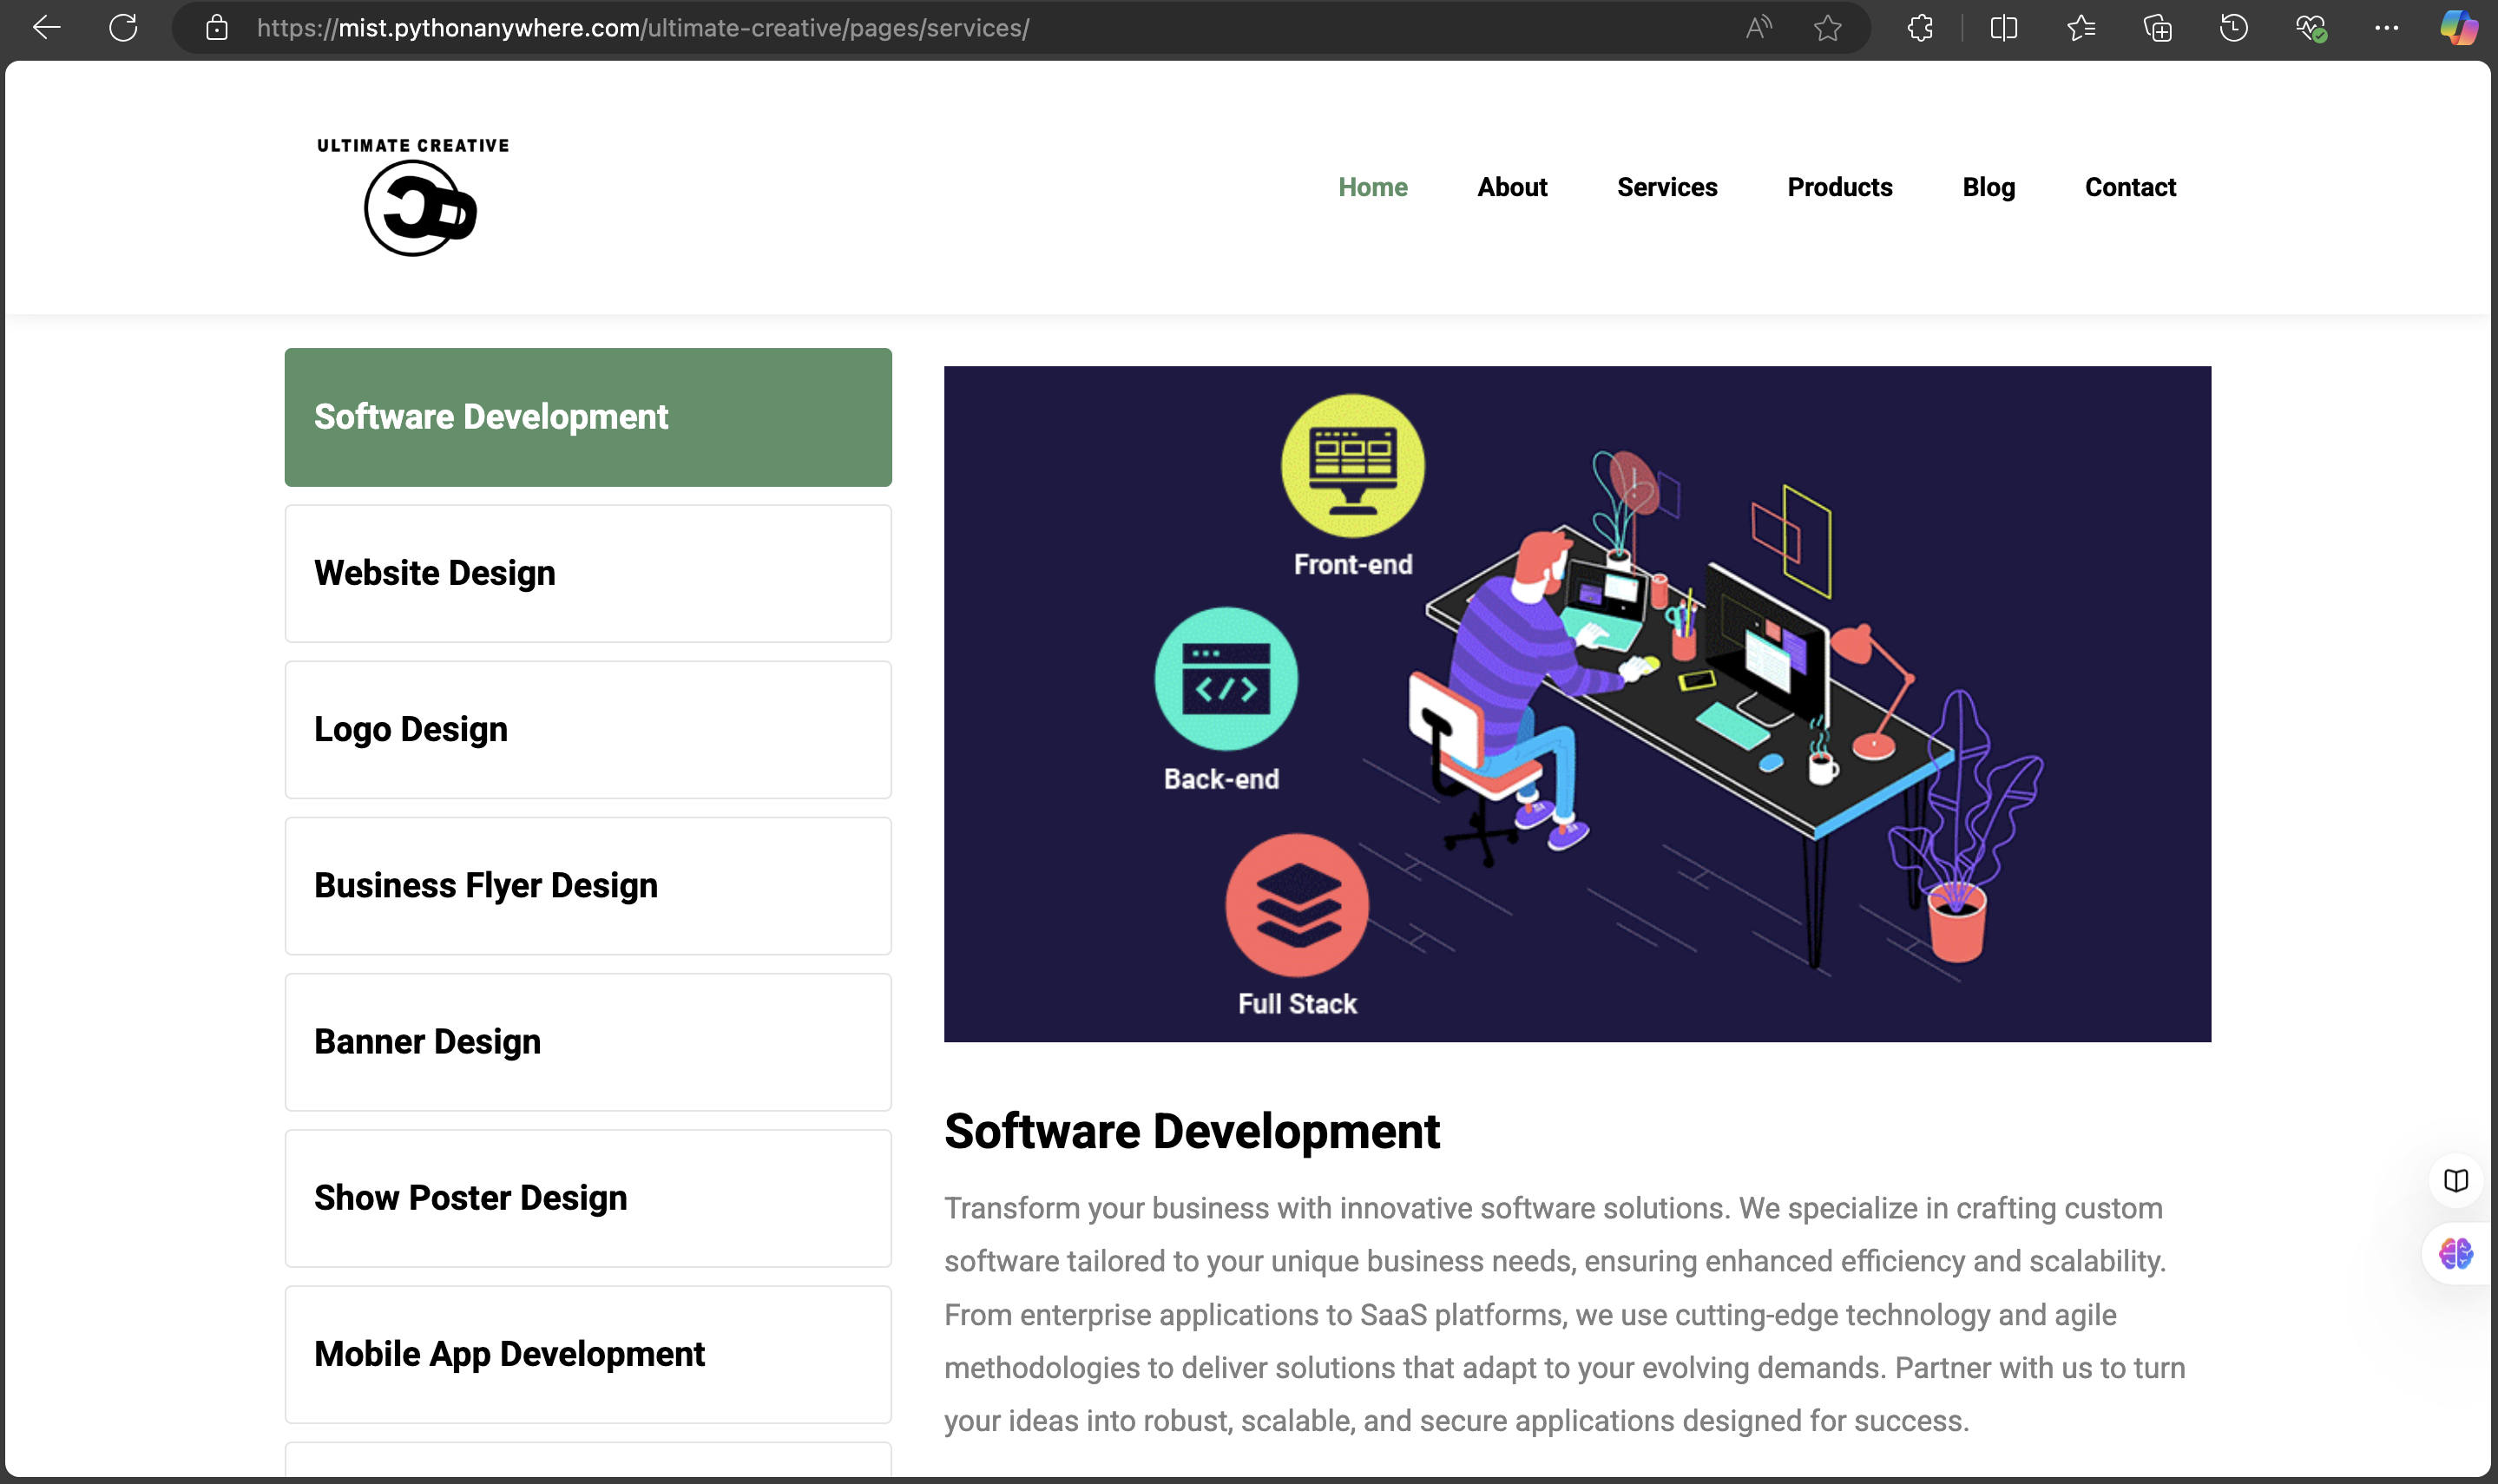 https://mist.pythonanywhere.com/ultimate-creative/pages/services/
ULTIMATE CREATIVE
Home About Services Products Blog Contact
Software Development
Website Design
Logo Design
Business Flyer Design
Banner Design
Show Poster Design
Mobile App Development
Front-end
Back-end
Full Stack
Software Development
Transform your business with innovative software solutions. We specialize in crafting custom
software tailored to your unique business needs, ensuring enhanced efficiency and scalability.
From enterprise applications to SaaS platforms, we use cutting-edge technology and agile
methodologies to deliver solutions that adapt to your evolving demands. Partner with us to turn
your ideas into robust, scalable, and secure applications designed for success.